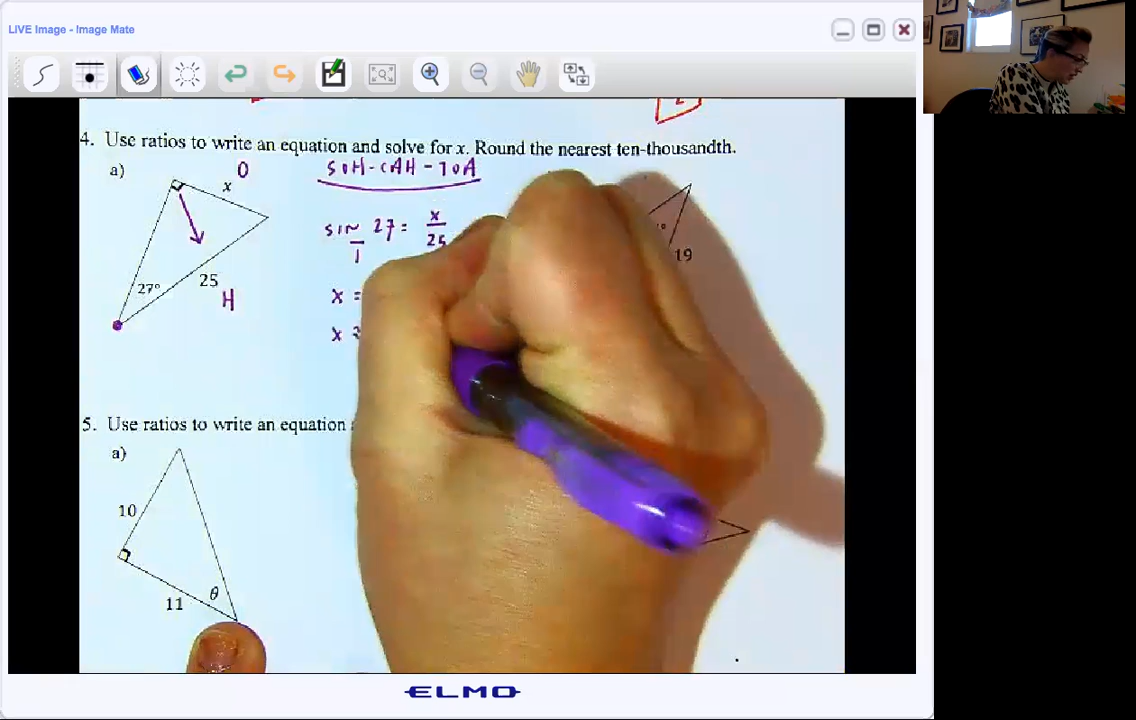 LIVE Image - Image Mate
4. Use ratios to write an equation and solve for x. Round the nearest ten-thousandth.
a)
O
x
SOH-CAH-TOA
sin 27 = x/25
1
27°
25
H
x =
x ≈
19
5. Use ratios to write an equation
a)
10
11
θ
ELMO